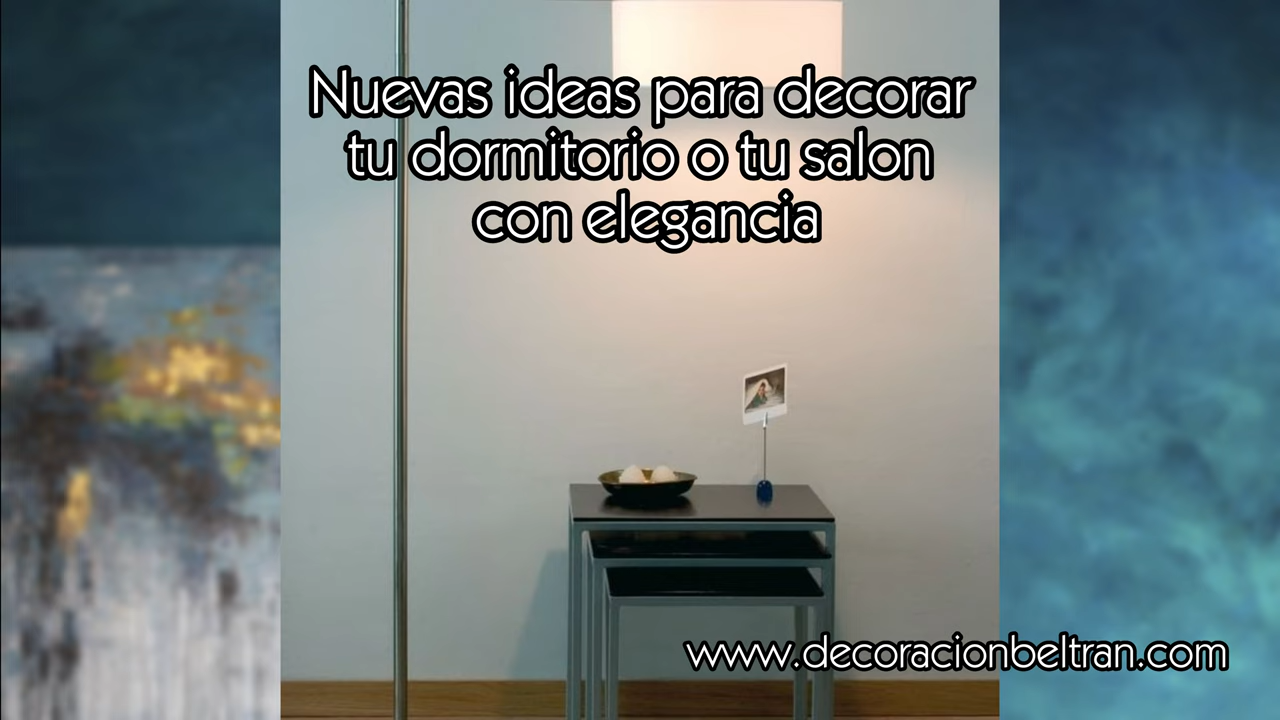 Nuevas ideas para decorar
tu dormitorio o tu salon
con elegancia
www.decoracionbeltran.com